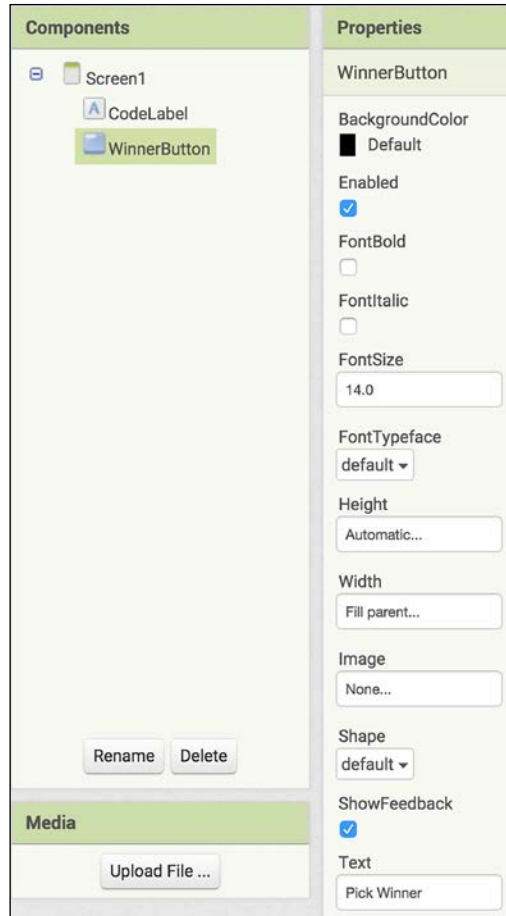 Components
Screen1
A CodeLabel
WinnerButton
Rename Delete
Media
Upload File ...
Properties
WinnerButton
BackgroundColor
Default
Enabled
FontBold
FontItalic
FontSize
14.0
FontTypeface
default
Height
Automatic...
Width
Fill parent...
Image
None...
Shape
default
ShowFeedback
Text
Pick Winner